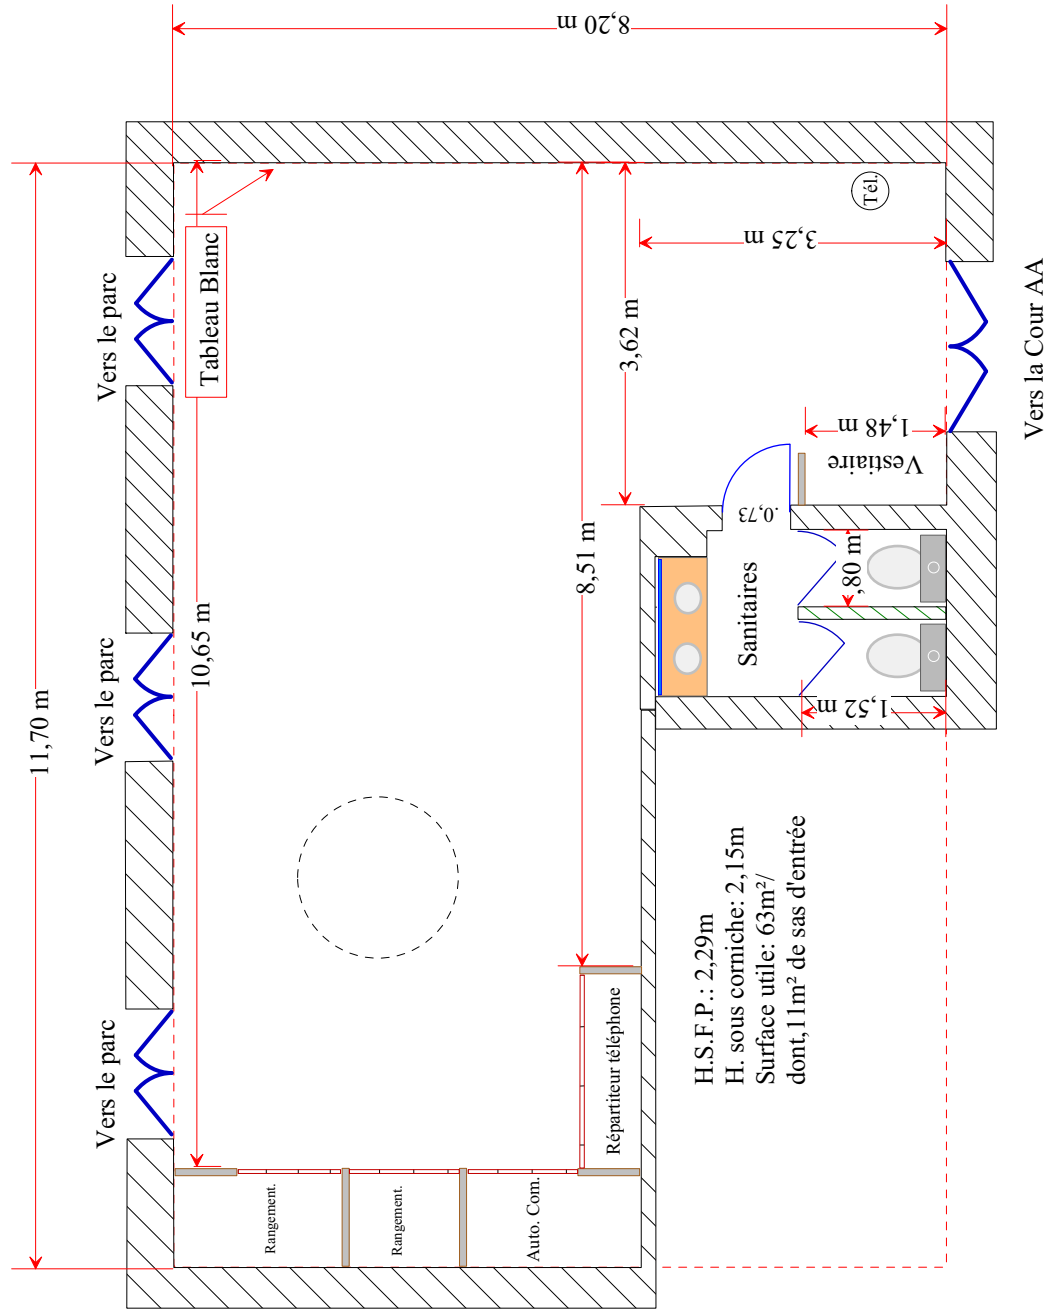 8,20 m
11,70 m
Vers le parc
Vers le parc
Vers le parc
Tableau Blanc
10,65 m
8,51 m
3,62 m
3,25 m
Tél.
1,48 m
Vestiaire
.0,73
Sanitaires
,80 m
1,52 m
Vers la Cour AA
Répartiteur téléphone
Rangement.
Rangement.
Auto. Com.
H.S.F.P.: 2,29m
H. sous corniche: 2,15m
Surface utile: 63m²/
dont,11m² de sas d'entrée